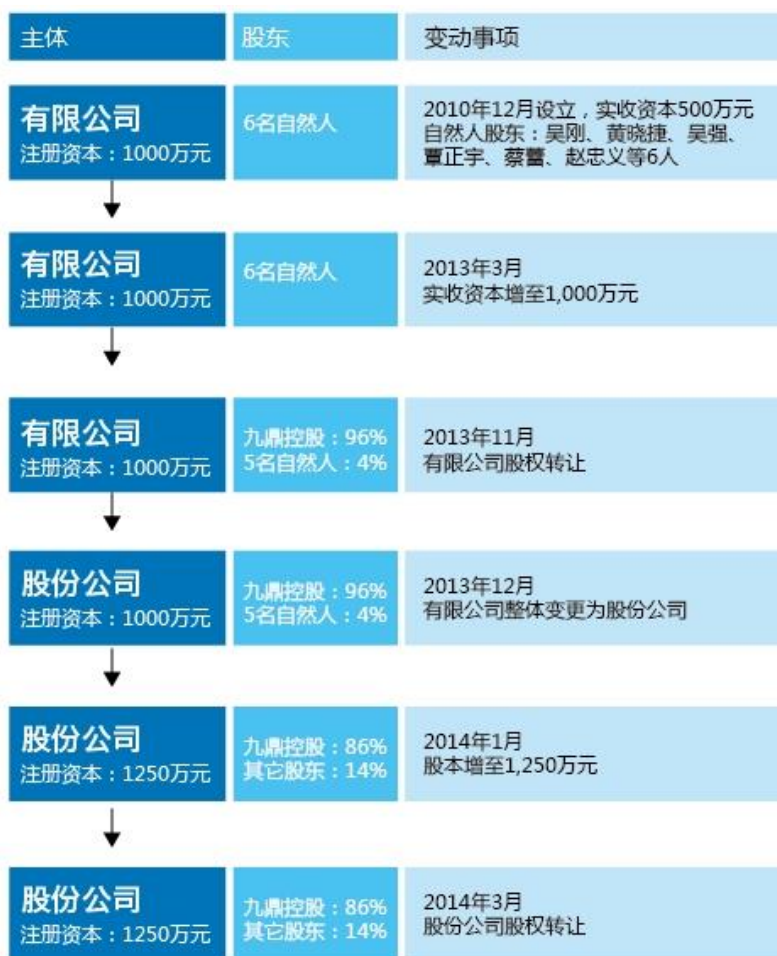 主体 股东 变动事项
有限公司
注册资本：1000万元
6名自然人
2010年12月设立，实收资本500万元
自然人股东：吴刚、黄晓捷、吴强、
覃正宇、蔡蕾、赵忠义等6人
有限公司
注册资本：1000万元
6名自然人
2013年3月
实收资本增至1,000万元
有限公司
注册资本：1000万元
九鼎控股：96%
5名自然人：4%
2013年11月
有限公司股权转让
股份公司
注册资本：1000万元
九鼎控股：96%
5名自然人：4%
2013年12月
有限公司整体变更为股份公司
股份公司
注册资本：1250万元
九鼎控股：86%
其它股东：14%
2014年1月
股本增至1,250万元
股份公司
注册资本：1250万元
九鼎控股：86%
其它股东：14%
2014年3月
股份公司股权转让